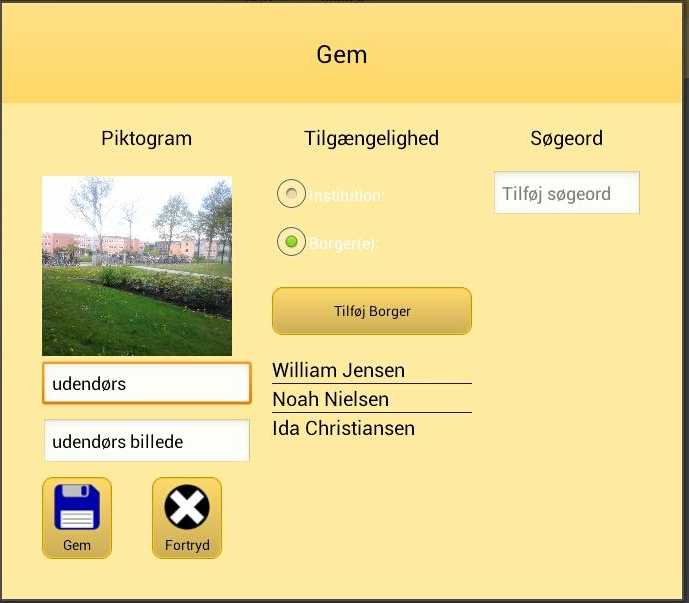 Gem
Piktogram
Tilgængelighed
Søgeord
Institution:
Borger(e):
Tilføj søgeord
Tilføj Borger
William Jensen
Noah Nielsen
Ida Christiansen
udendørs
udendørs billede
Gem
Fortryd